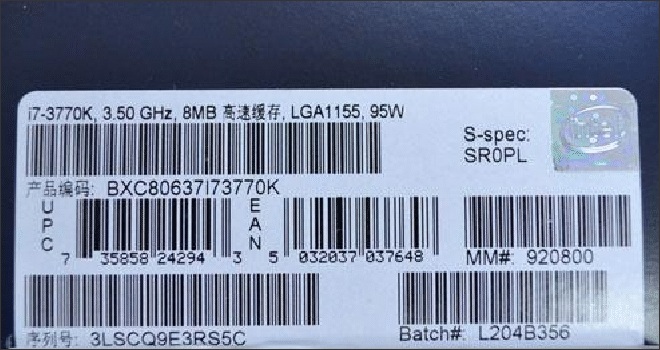 i7-3770K, 3.50 GHz, 8MB 高速缓存, LGA1155, 95W
S-spec:
SR0PL
产品编码: BXC80637I73770K
UPC
7 35858 24294 3
EAN
5 032037 037648
MM#: 920800
序列号: 3LSCQ9E3RS5C
Batch#: L204B356